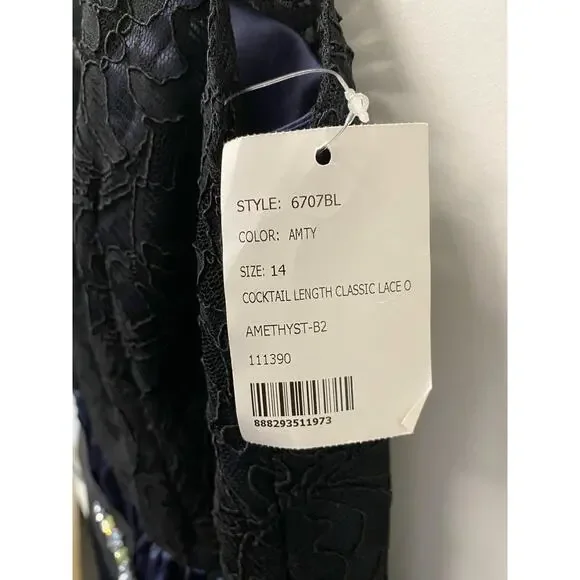 STYLE: 6707BL
COLOR: AMTY
SIZE: 14
COCKTAIL LENGTH CLASSIC LACE O
AMETHYST-B2
111390
888293511973